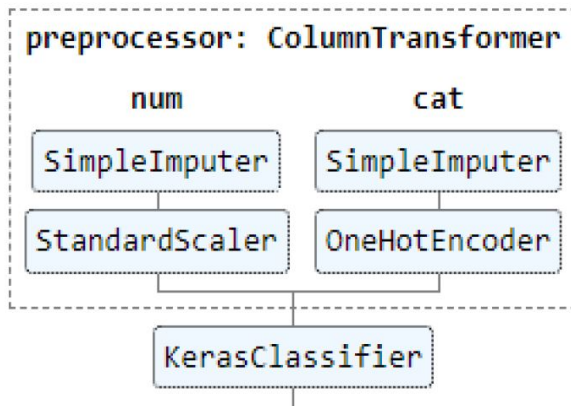 preprocessor: ColumnTransformer
num cat
SimpleImputer SimpleImputer
StandardScaler OneHotEncoder
KerasClassifier